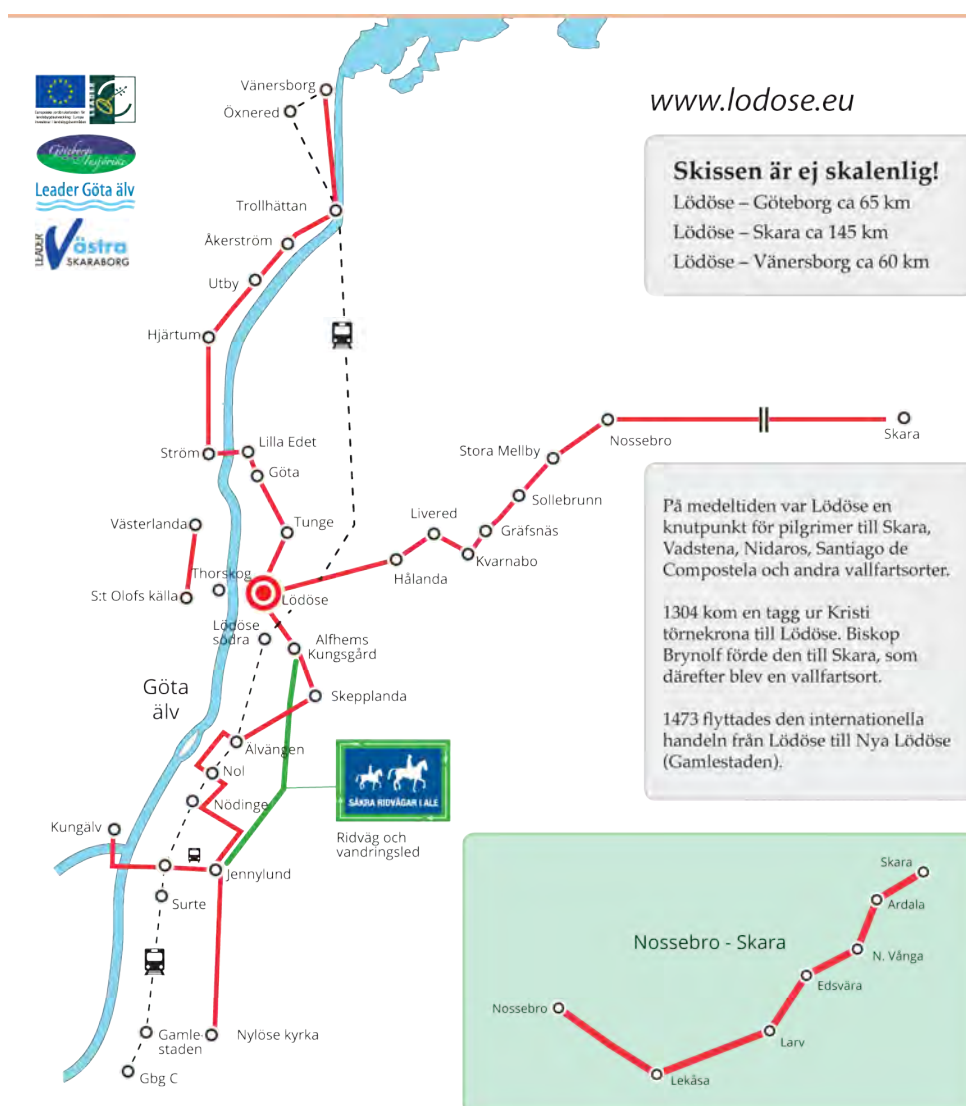 Göteborg
Insjörike
Leader Göta älv
LEADER
Västra
SKARABORG
LEADER
www.lodose.eu
Skissen är ej skalenlig!
Lödöse – Göteborg ca 65 km
Lödöse – Skara ca 145 km
Lödöse – Vänersborg ca 60 km
Vänersborg
Öxnered
Trollhättan
Åkerström
Utby
Hjärtum
Ström
Lilla Edet
Göta
Tunge
Västerlanda
Thorskog
S:t Olofs källa
Lödöse
Hålanda
Livered
Kvarnabo
Gräfsnäs
Sollebrunn
Stora Mellby
Nossebro
Skara
Lödöse
södra
Alfhems
Kungsgård
Skepplanda
Göta
älv
Älvängen
Nol
Nödinge
Kungälv
Jennylund
Surte
Gamle-
staden
Nylöse kyrka
Gbg C
SÄKRA RIDVÄGAR I ALE
Ridväg och
vandringsled
På medeltiden var Lödöse en
knutpunkt för pilgrimer till Skara,
Vadstena, Nidaros, Santiago de
Compostela och andra vallfartsorter.
1304 kom en tagg ur Kristi
törnekrona till Lödöse. Biskop
Brynolf förde den till Skara, som
därefter blev en vallfartsort.
1473 flyttades den internationella
handeln från Lödöse till Nya Lödöse
(Gamlestaden).
Nossebro - Skara
Skara
Ardala
N. Vånga
Edsvära
Larv
Lekåsa
Nossebro